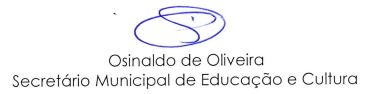 Osinaldo de Oliveira
Secretário Municipal de Educação e Cultura